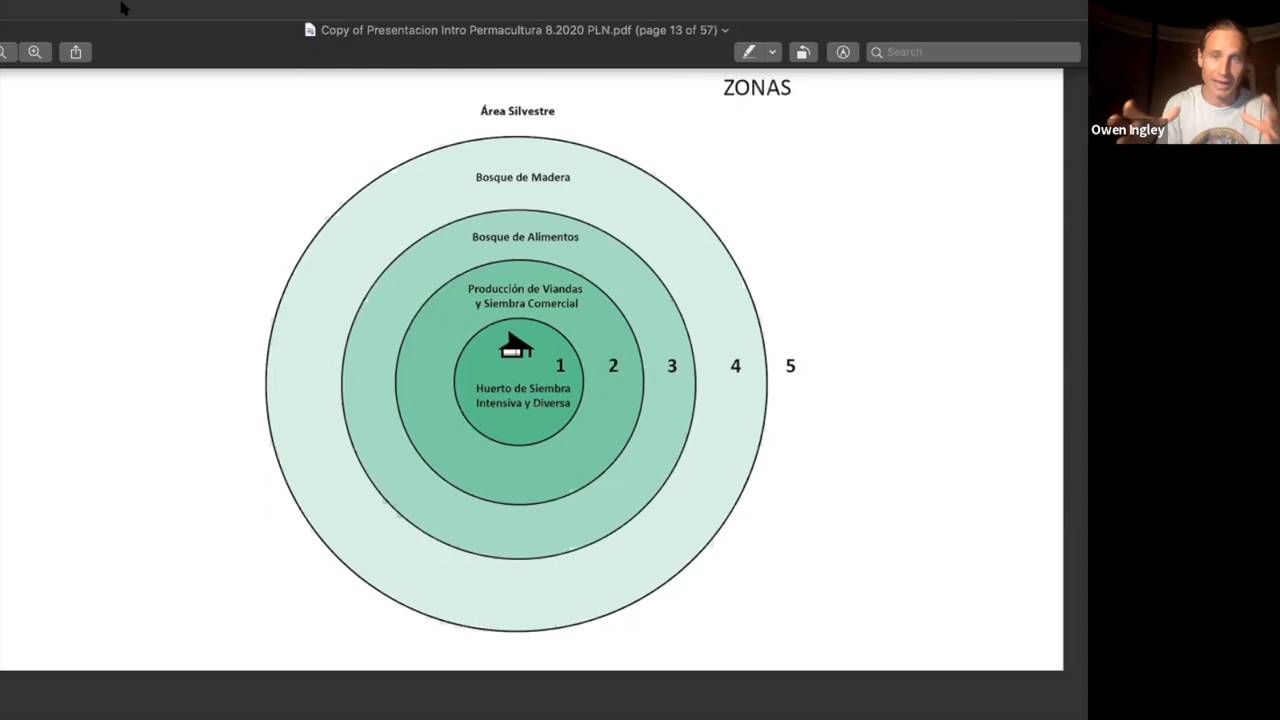 Copy of Presentacion Intro Permacultura 8.2020 PLN.pdf (page 13 of 57)
Search
ZONAS
Área Silvestre
Bosque de Madera
Bosque de Alimentos
Producción de Viandas
y Siembra Comercial
1 2 3 4 5
Huerto de Siembra
Intensiva y Diversa
Owen Ingley